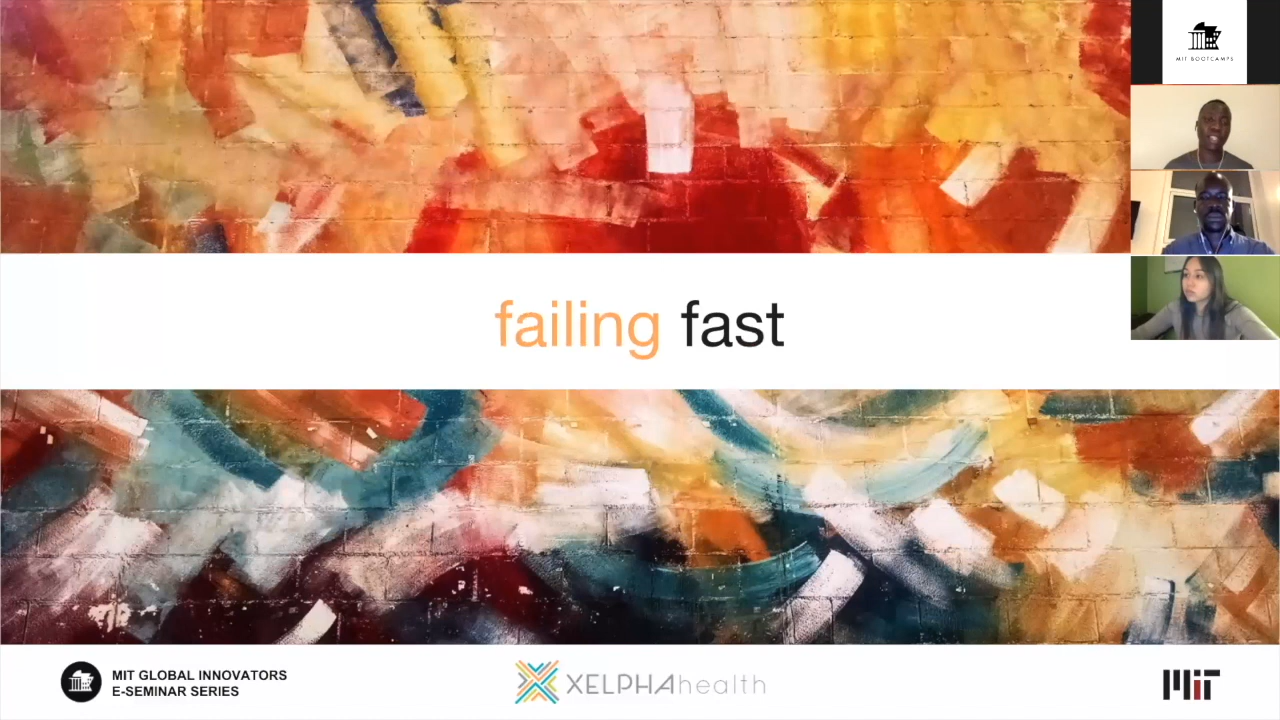 MIT BOOTCAMPS
failing fast
MIT GLOBAL INNOVATORS
E-SEMINAR SERIES
XELPHAhealth
MIT